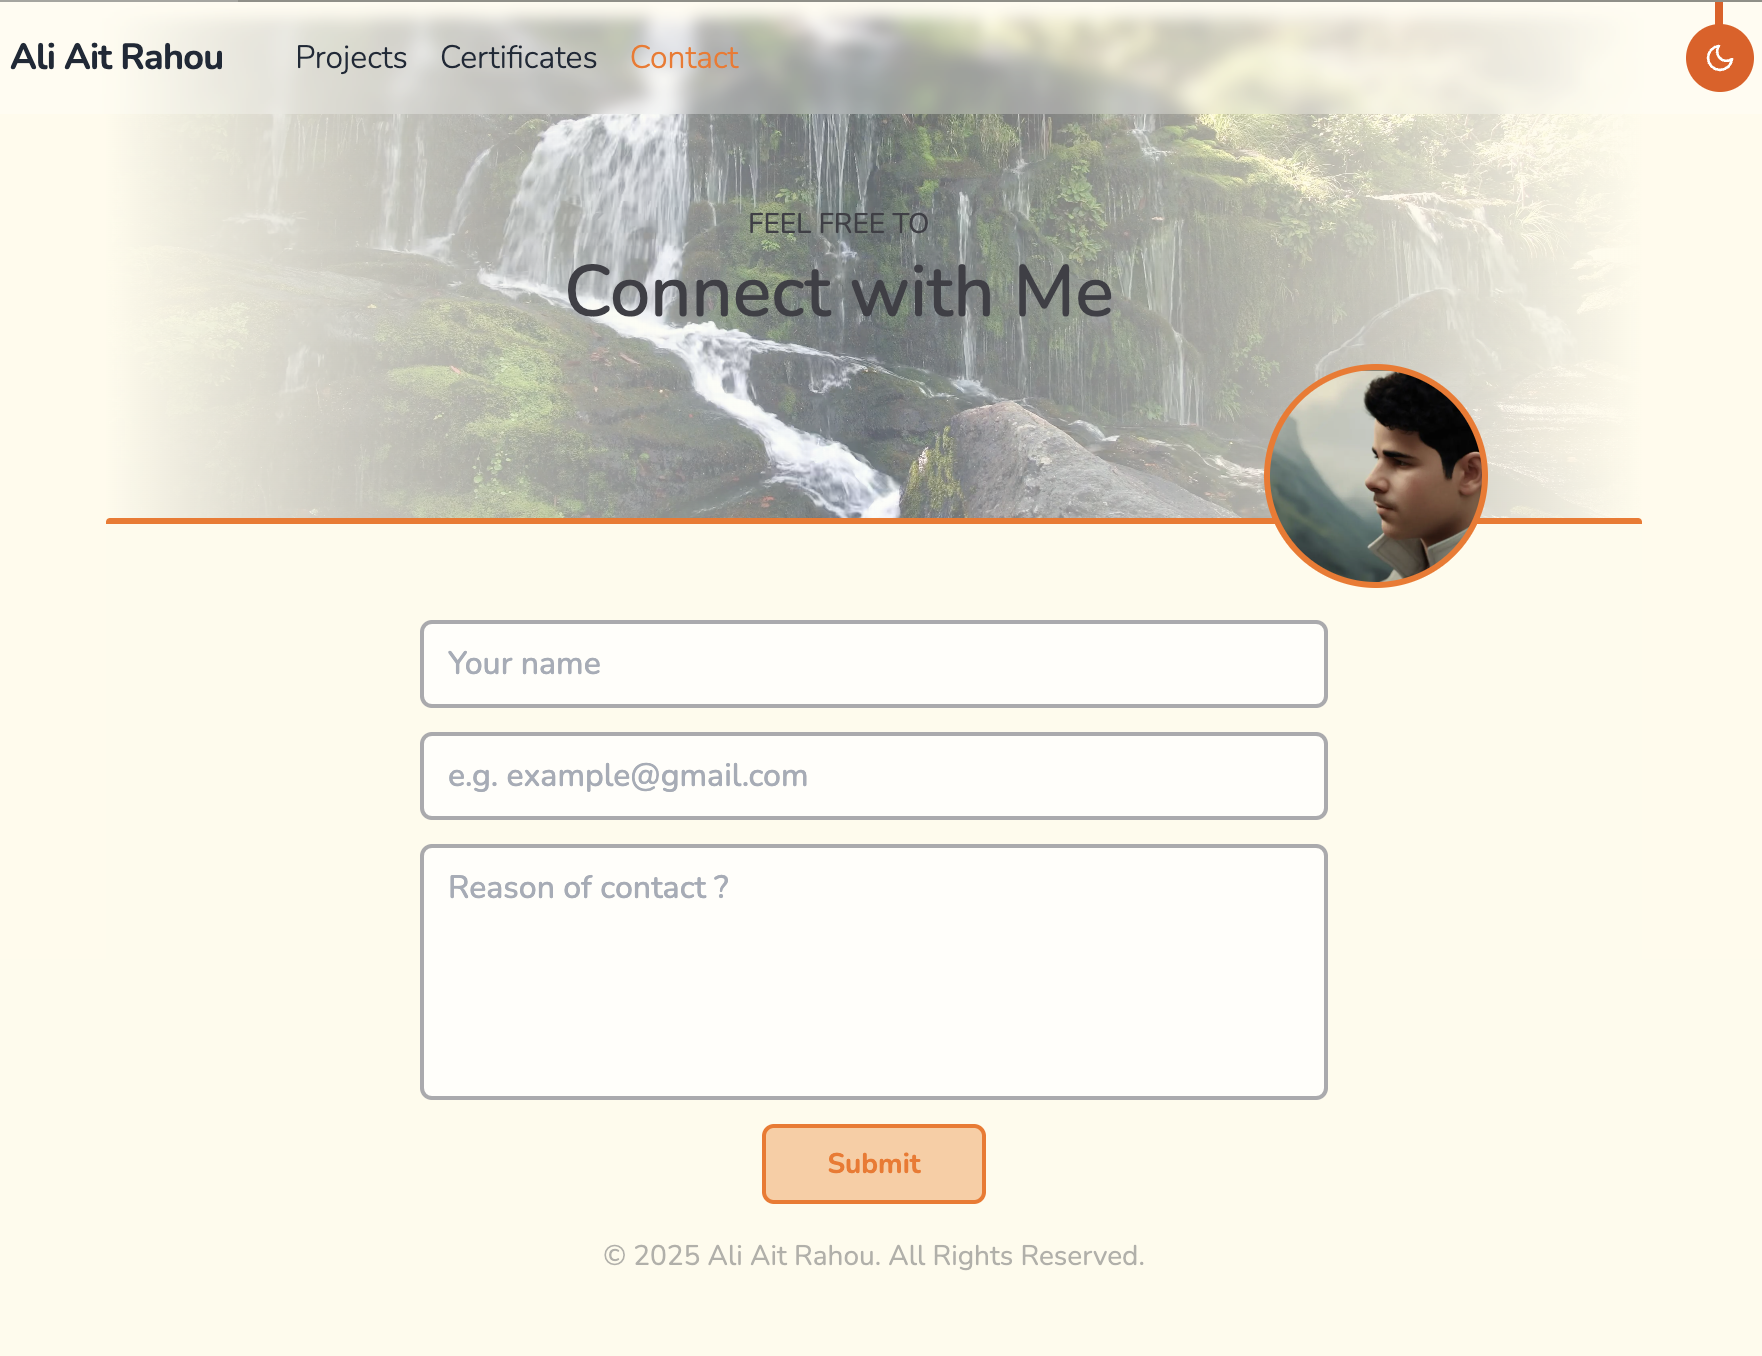 Ali Ait Rahou Projects Certificates Contact
FEEL FREE TO
Connect with Me
Your name
e.g. example@gmail.com
Reason of contact ?
Submit
© 2025 Ali Ait Rahou. All Rights Reserved.